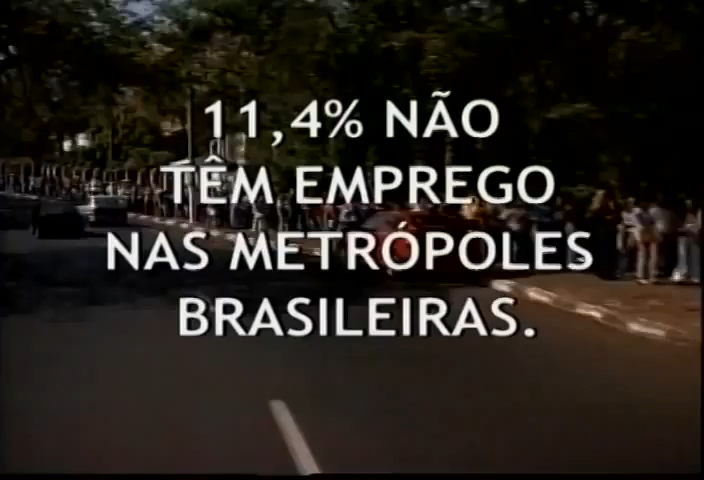 11,4% NÃO
TÊM EMPREGO
NAS METRÓPOLES
BRASILEIRAS.